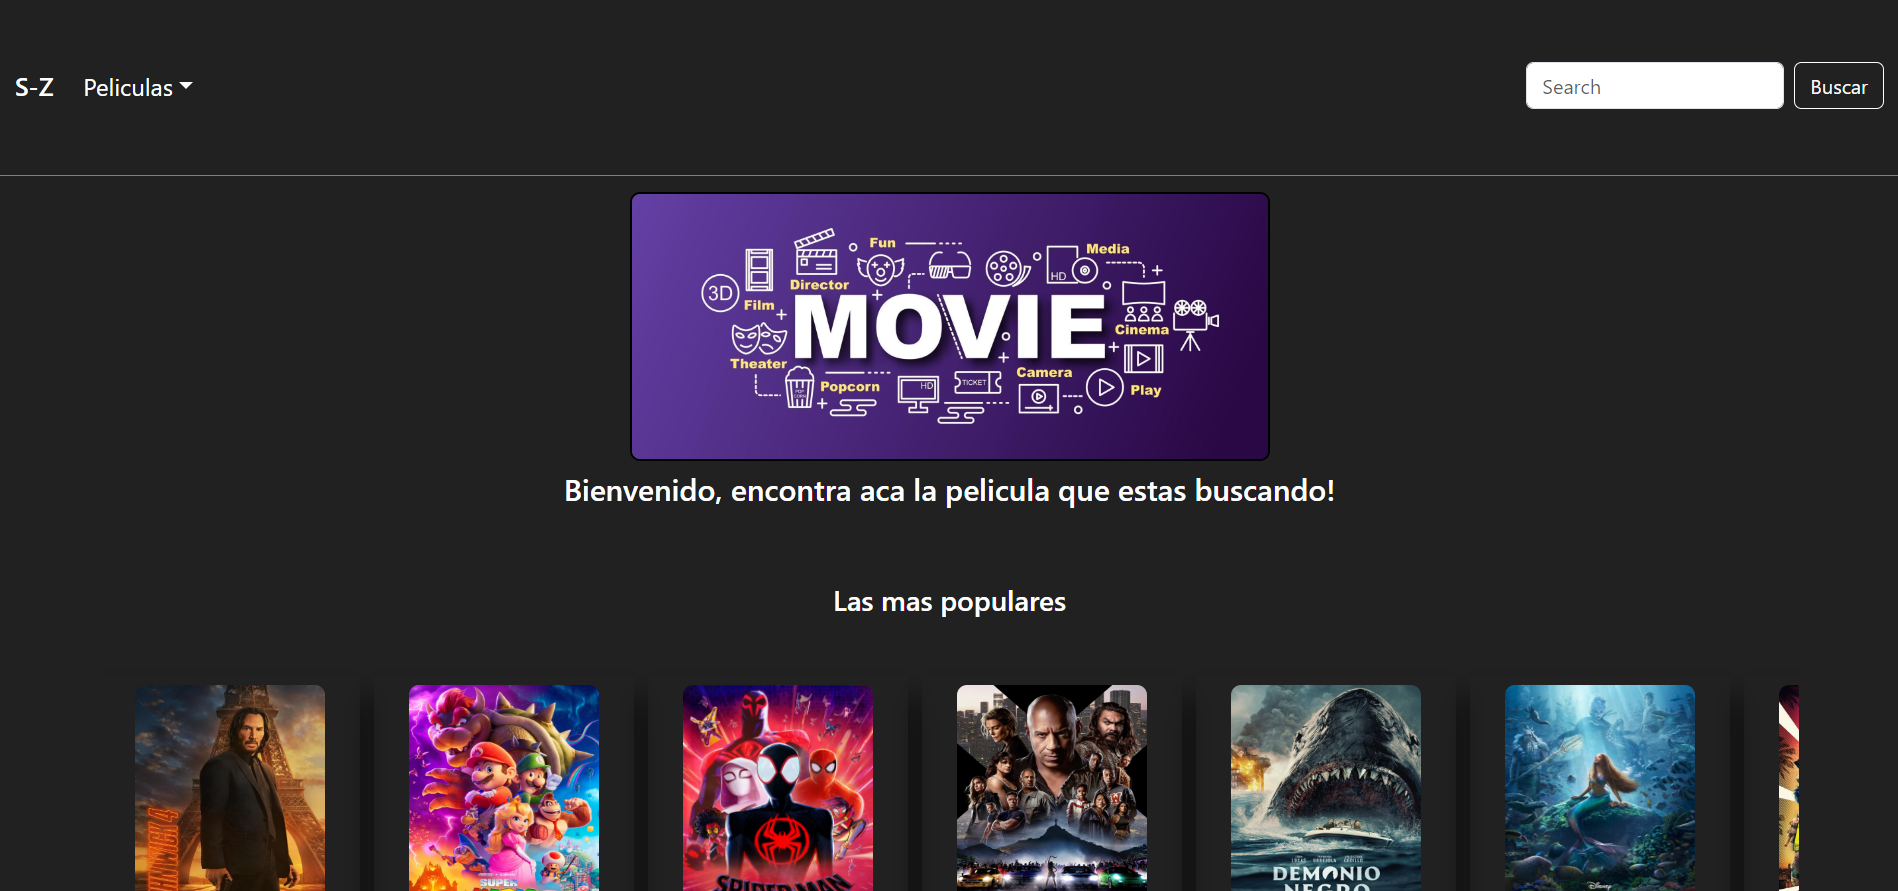 S-Z Peliculas
Search Buscar
Fun
Media
HD
Director
3D
Film
MOVIE
Cinema
Theater
Camera
Popcorn
HD
TICKET
Play
Bienvenido, encontra aca la pelicula que estas buscando!
Las mas populares
SUPER
SPIDER-MAN
DEMONIO
NEGRO
Disney